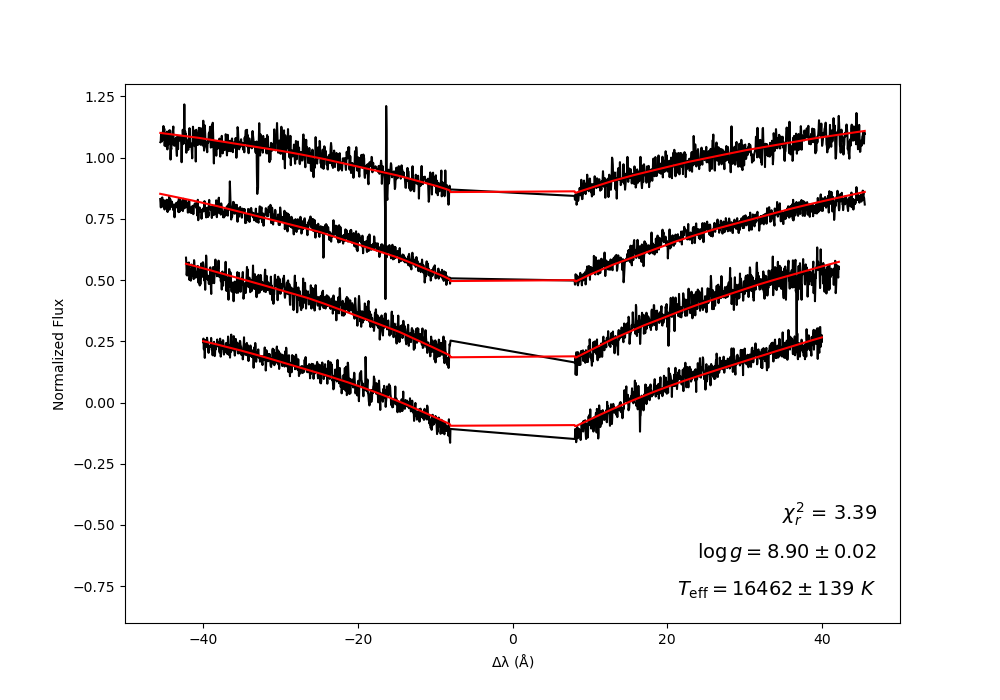 1.25
1.00
0.75
0.50
0.25
0.00
−0.25
−0.50
−0.75
Normalized Flux
χ²ᵣ = 3.39
log g = 8.90 ± 0.02
T_eff = 16462 ± 139 K
−40
−20
0
20
40
Δλ (Å)